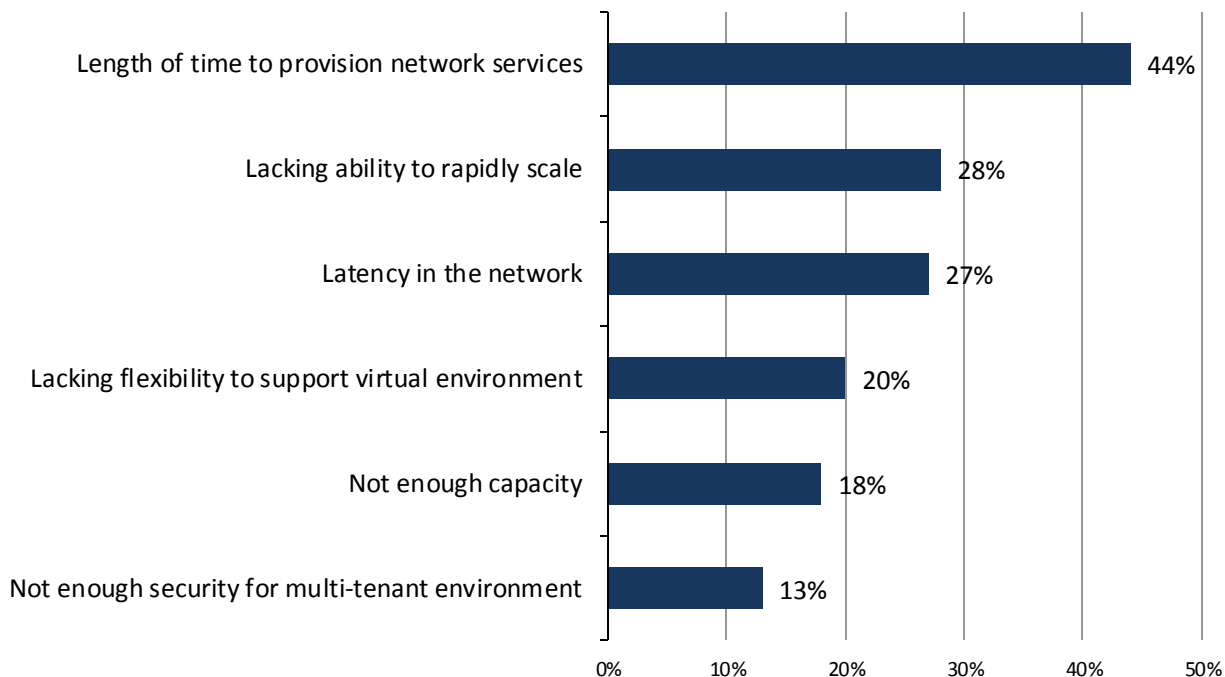 Length of time to provision network services
44%
Lacking ability to rapidly scale
28%
Latency in the network
27%
Lacking flexibility to support virtual environment
20%
Not enough capacity
18%
Not enough security for multi-tenant environment
13%
0% 10% 20% 30% 40% 50%